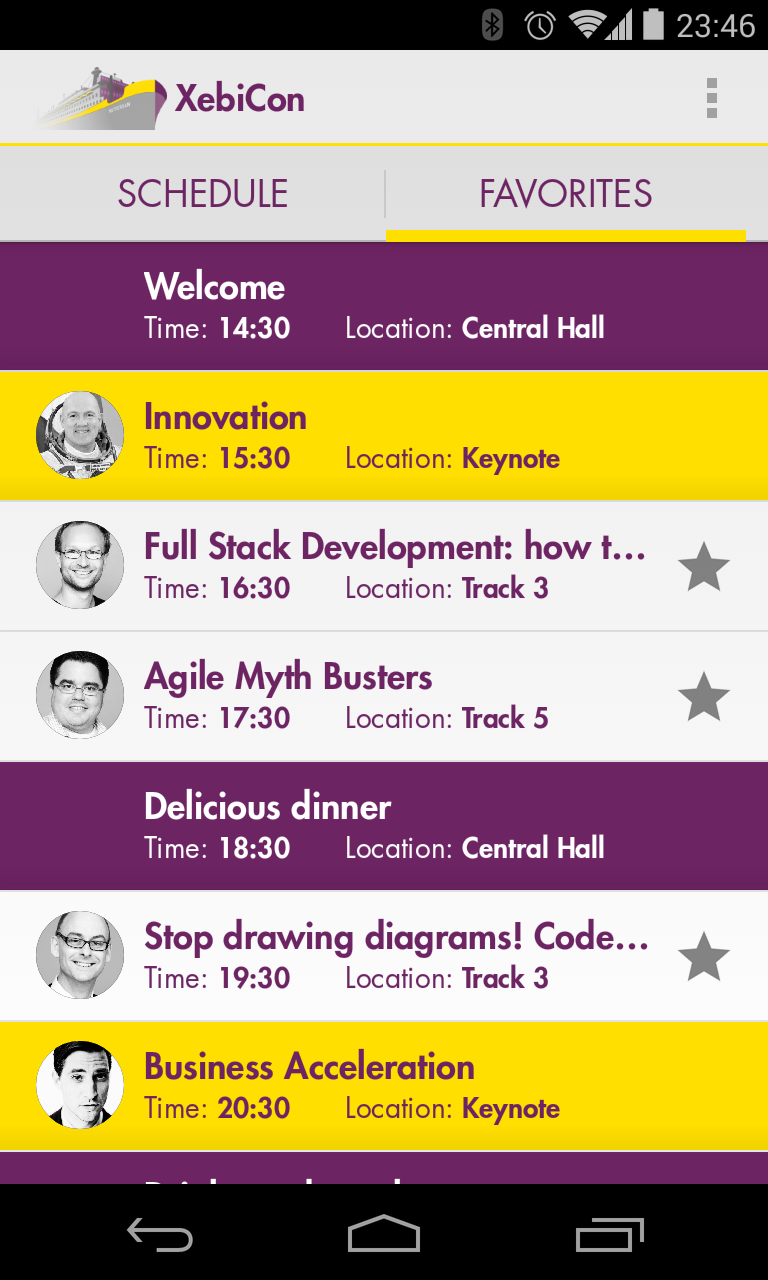 23:46
XebiCon
SCHEDULE
FAVORITES
Welcome
Time: 14:30 Location: Central Hall
Innovation
Time: 15:30 Location: Keynote
Full Stack Development: how t...
Time: 16:30 Location: Track 3
Agile Myth Busters
Time: 17:30 Location: Track 5
Delicious dinner
Time: 18:30 Location: Central Hall
Stop drawing diagrams! Code...
Time: 19:30 Location: Track 3
Business Acceleration
Time: 20:30 Location: Keynote